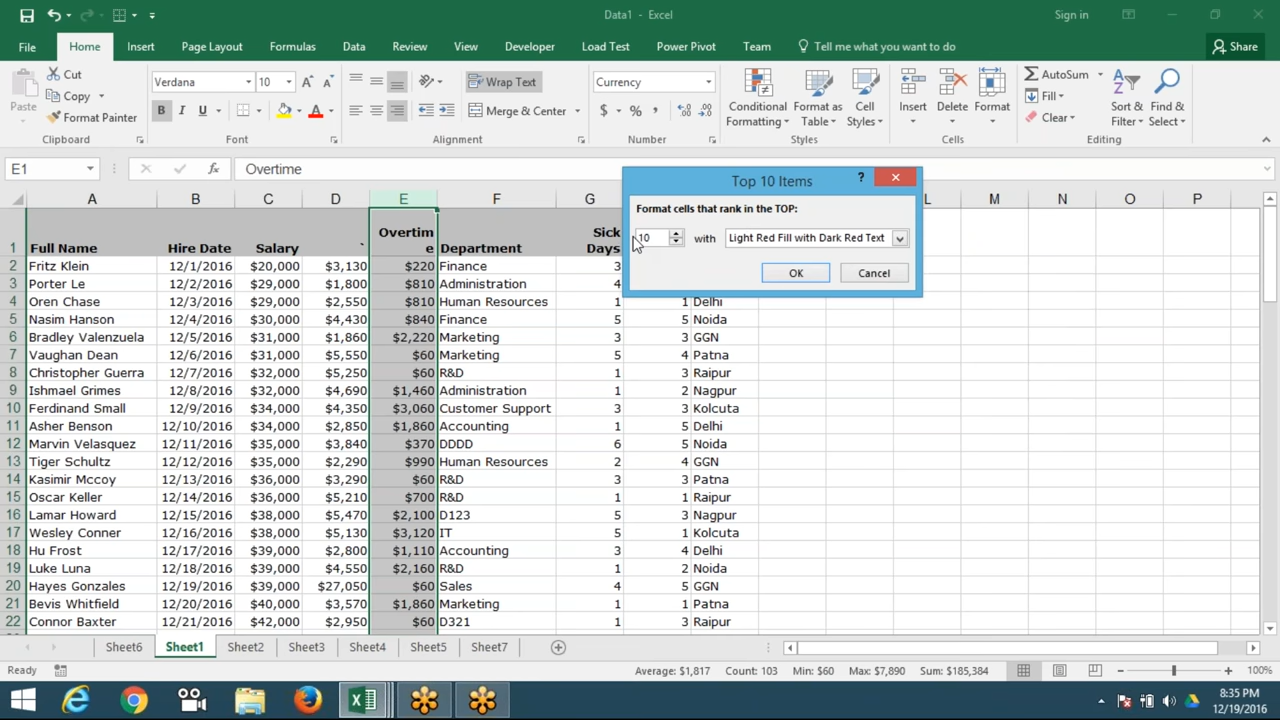 Data1 - Excel
Sign in
File
Home
Insert
Page Layout
Formulas
Data
Review
View
Developer
Load Test
Power Pivot
Team
Tell me what you want to do
Share
Paste
Cut
Copy
Format Painter
Clipboard
Verdana
10
B I U
Font
Wrap Text
Merge & Center
Alignment
Currency
$ % ,
Number
Conditional Formatting
Format as Table
Cell Styles
Styles
Insert
Delete
Format
Cells
AutoSum
Fill
Clear
Sort & Filter
Find & Select
Editing
E1
fx
Overtime
Top 10 Items
?
Format cells that rank in the TOP:
10
with
Light Red Fill with Dark Red Text
OK
Cancel
A B C D E F G L M N O P
1 Full Name Hire Date Salary ` Overtime Department Sick Days
2 Fritz Klein 12/1/2016 $20,000 $3,130 $220 Finance 3
3 Porter Le 12/2/2016 $29,000 $1,800 $810 Administration 4
4 Oren Chase 12/3/2016 $29,000 $2,550 $810 Human Resources 1 1 Delhi
5 Nasim Hanson 12/4/2016 $30,000 $4,430 $840 Finance 5 5 Noida
6 Bradley Valenzuela 12/5/2016 $31,000 $1,860 $2,220 Marketing 3 3 GGN
7 Vaughan Dean 12/6/2016 $31,000 $5,550 $60 Marketing 5 4 Patna
8 Christopher Guerra 12/7/2016 $32,000 $5,250 $60 R&D 1 3 Raipur
9 Ishmael Grimes 12/8/2016 $32,000 $4,690 $1,460 Administration 1 2 Nagpur
10 Ferdinand Small 12/9/2016 $34,000 $4,350 $3,060 Customer Support 3 3 Kolcuta
11 Asher Benson 12/10/2016 $34,000 $2,850 $1,860 Accounting 1 5 Delhi
12 Marvin Velasquez 12/11/2016 $35,000 $3,840 $370 DDDD 6 5 Noida
13 Tiger Schultz 12/12/2016 $35,000 $2,290 $990 Human Resources 2 4 GGN
14 Kasimir Mccoy 12/13/2016 $36,000 $3,290 $60 R&D 3 3 Patna
15 Oscar Keller 12/14/2016 $36,000 $5,210 $700 R&D 1 1 Raipur
16 Lamar Howard 12/15/2016 $38,000 $5,470 $2,100 D123 5 3 Nagpur
17 Wesley Conner 12/16/2016 $38,000 $5,130 $3,120 IT 5 1 Kolcuta
18 Hu Frost 12/17/2016 $39,000 $2,800 $1,110 Accounting 3 4 Delhi
19 Luke Luna 12/18/2016 $39,000 $4,550 $2,160 R&D 1 2 Noida
20 Hayes Gonzales 12/19/2016 $39,000 $27,050 $60 Sales 4 5 GGN
21 Bevis Whitfield 12/20/2016 $40,000 $3,570 $1,860 Marketing 1 1 Patna
22 Connor Baxter 12/21/2016 $42,000 $2,950 $60 D321 1 3 Raipur
Sheet6
Sheet1
Sheet2
Sheet3
Sheet4
Sheet5
Sheet7
Ready
Average: $1,817 Count: 103 Min: $60 Max: $7,890 Sum: $185,384
100%
8:35 PM
12/19/2016